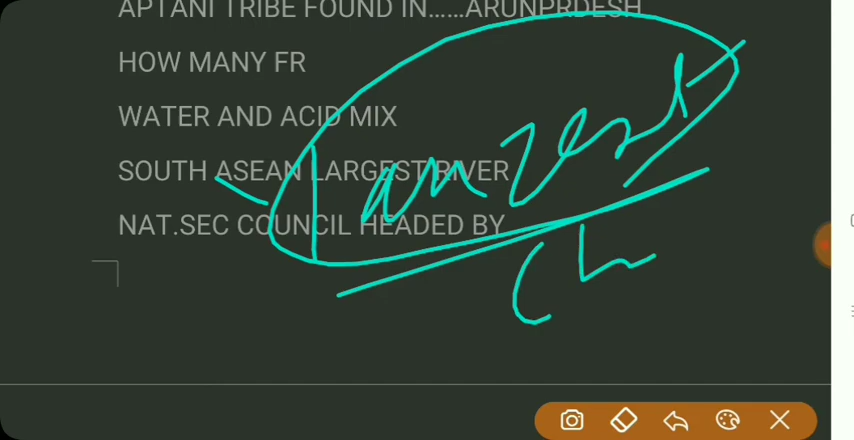 APTANI TRIBE FOUND IN......ARUNPRDESH
HOW MANY FR
WATER AND ACID MIX
SOUTH ASEAN LARGEST RIVER
NAT.SEC COUNCIL HEADED BY